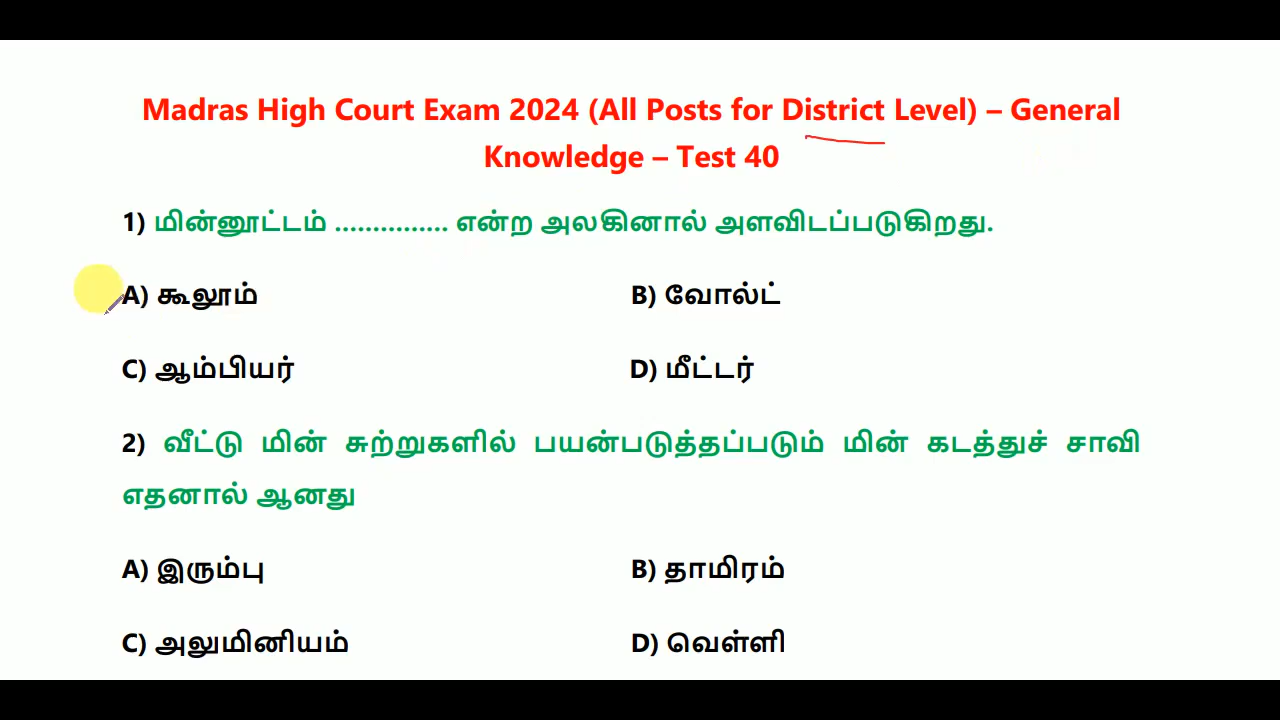 Madras High Court Exam 2024 (All Posts for District Level) – General
Knowledge – Test 40
1) மின்னூட்டம் ............... என்ற அலகினால் அளவிடப்படுகிறது.
A) கூலூம் B) வோல்ட்
C) ஆம்பியர் D) மீட்டர்
2) வீட்டு மின் சுற்றுகளில் பயன்படுத்தப்படும் மின் கடத்துச் சாவி
எதனால் ஆனது
A) இரும்பு B) தாமிரம்
C) அலுமினியம் D) வெள்ளி